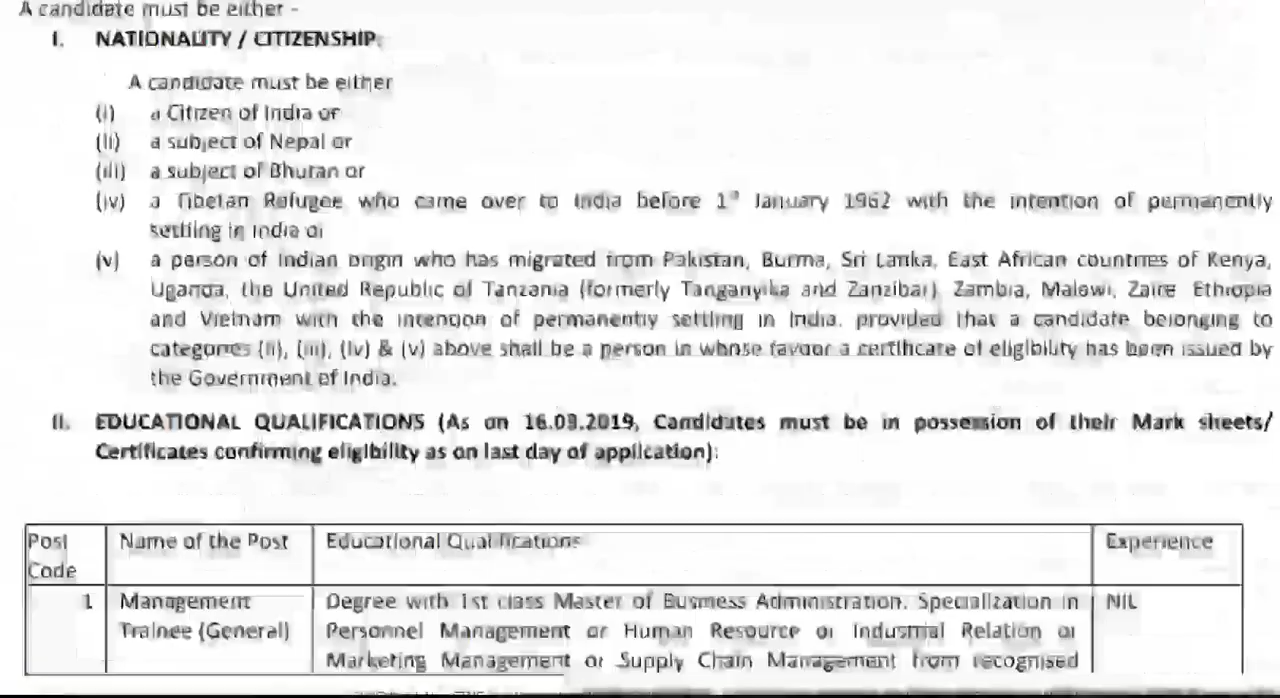 A candidate must be either -
I. NATIONALITY / CITIZENSHIP:
A candidate must be either
(i) a Citizen of India or
(ii) a subject of Nepal or
(iii) a subject of Bhutan or
(iv) a Tibetan Refugee who came over to India before 1st January 1962 with the intention of permanently
settling in India or
(v) a person of Indian origin who has migrated from Pakistan, Burma, Sri Lanka, East African countries of Kenya,
Uganda, the United Republic of Tanzania (formerly Tanganyika and Zanzibar), Zambia, Malawi, Zaire Ethiopia
and Vietnam with the intention of permanently settling in India, provided that a candidate belonging to
categories (ii), (iii), (iv) & (v) above shall be a person in whose favour a certificate of eligibility has been issued by
the Government of India.
II. EDUCATIONAL QUALIFICATIONS (As on 16.09.2019, Candidates must be in possession of their Mark sheets/
Certificates confirming eligibility as on last day of application):
Post Code
Name of the Post
Educational Qualifications
Experience
1
Management
Trainee (General)
Degree with 1st class Master of Business Administration. Specialization in
Personnel Management or Human Resource or Industrial Relation or
Marketing Management or Supply Chain Management from recognised
NIL